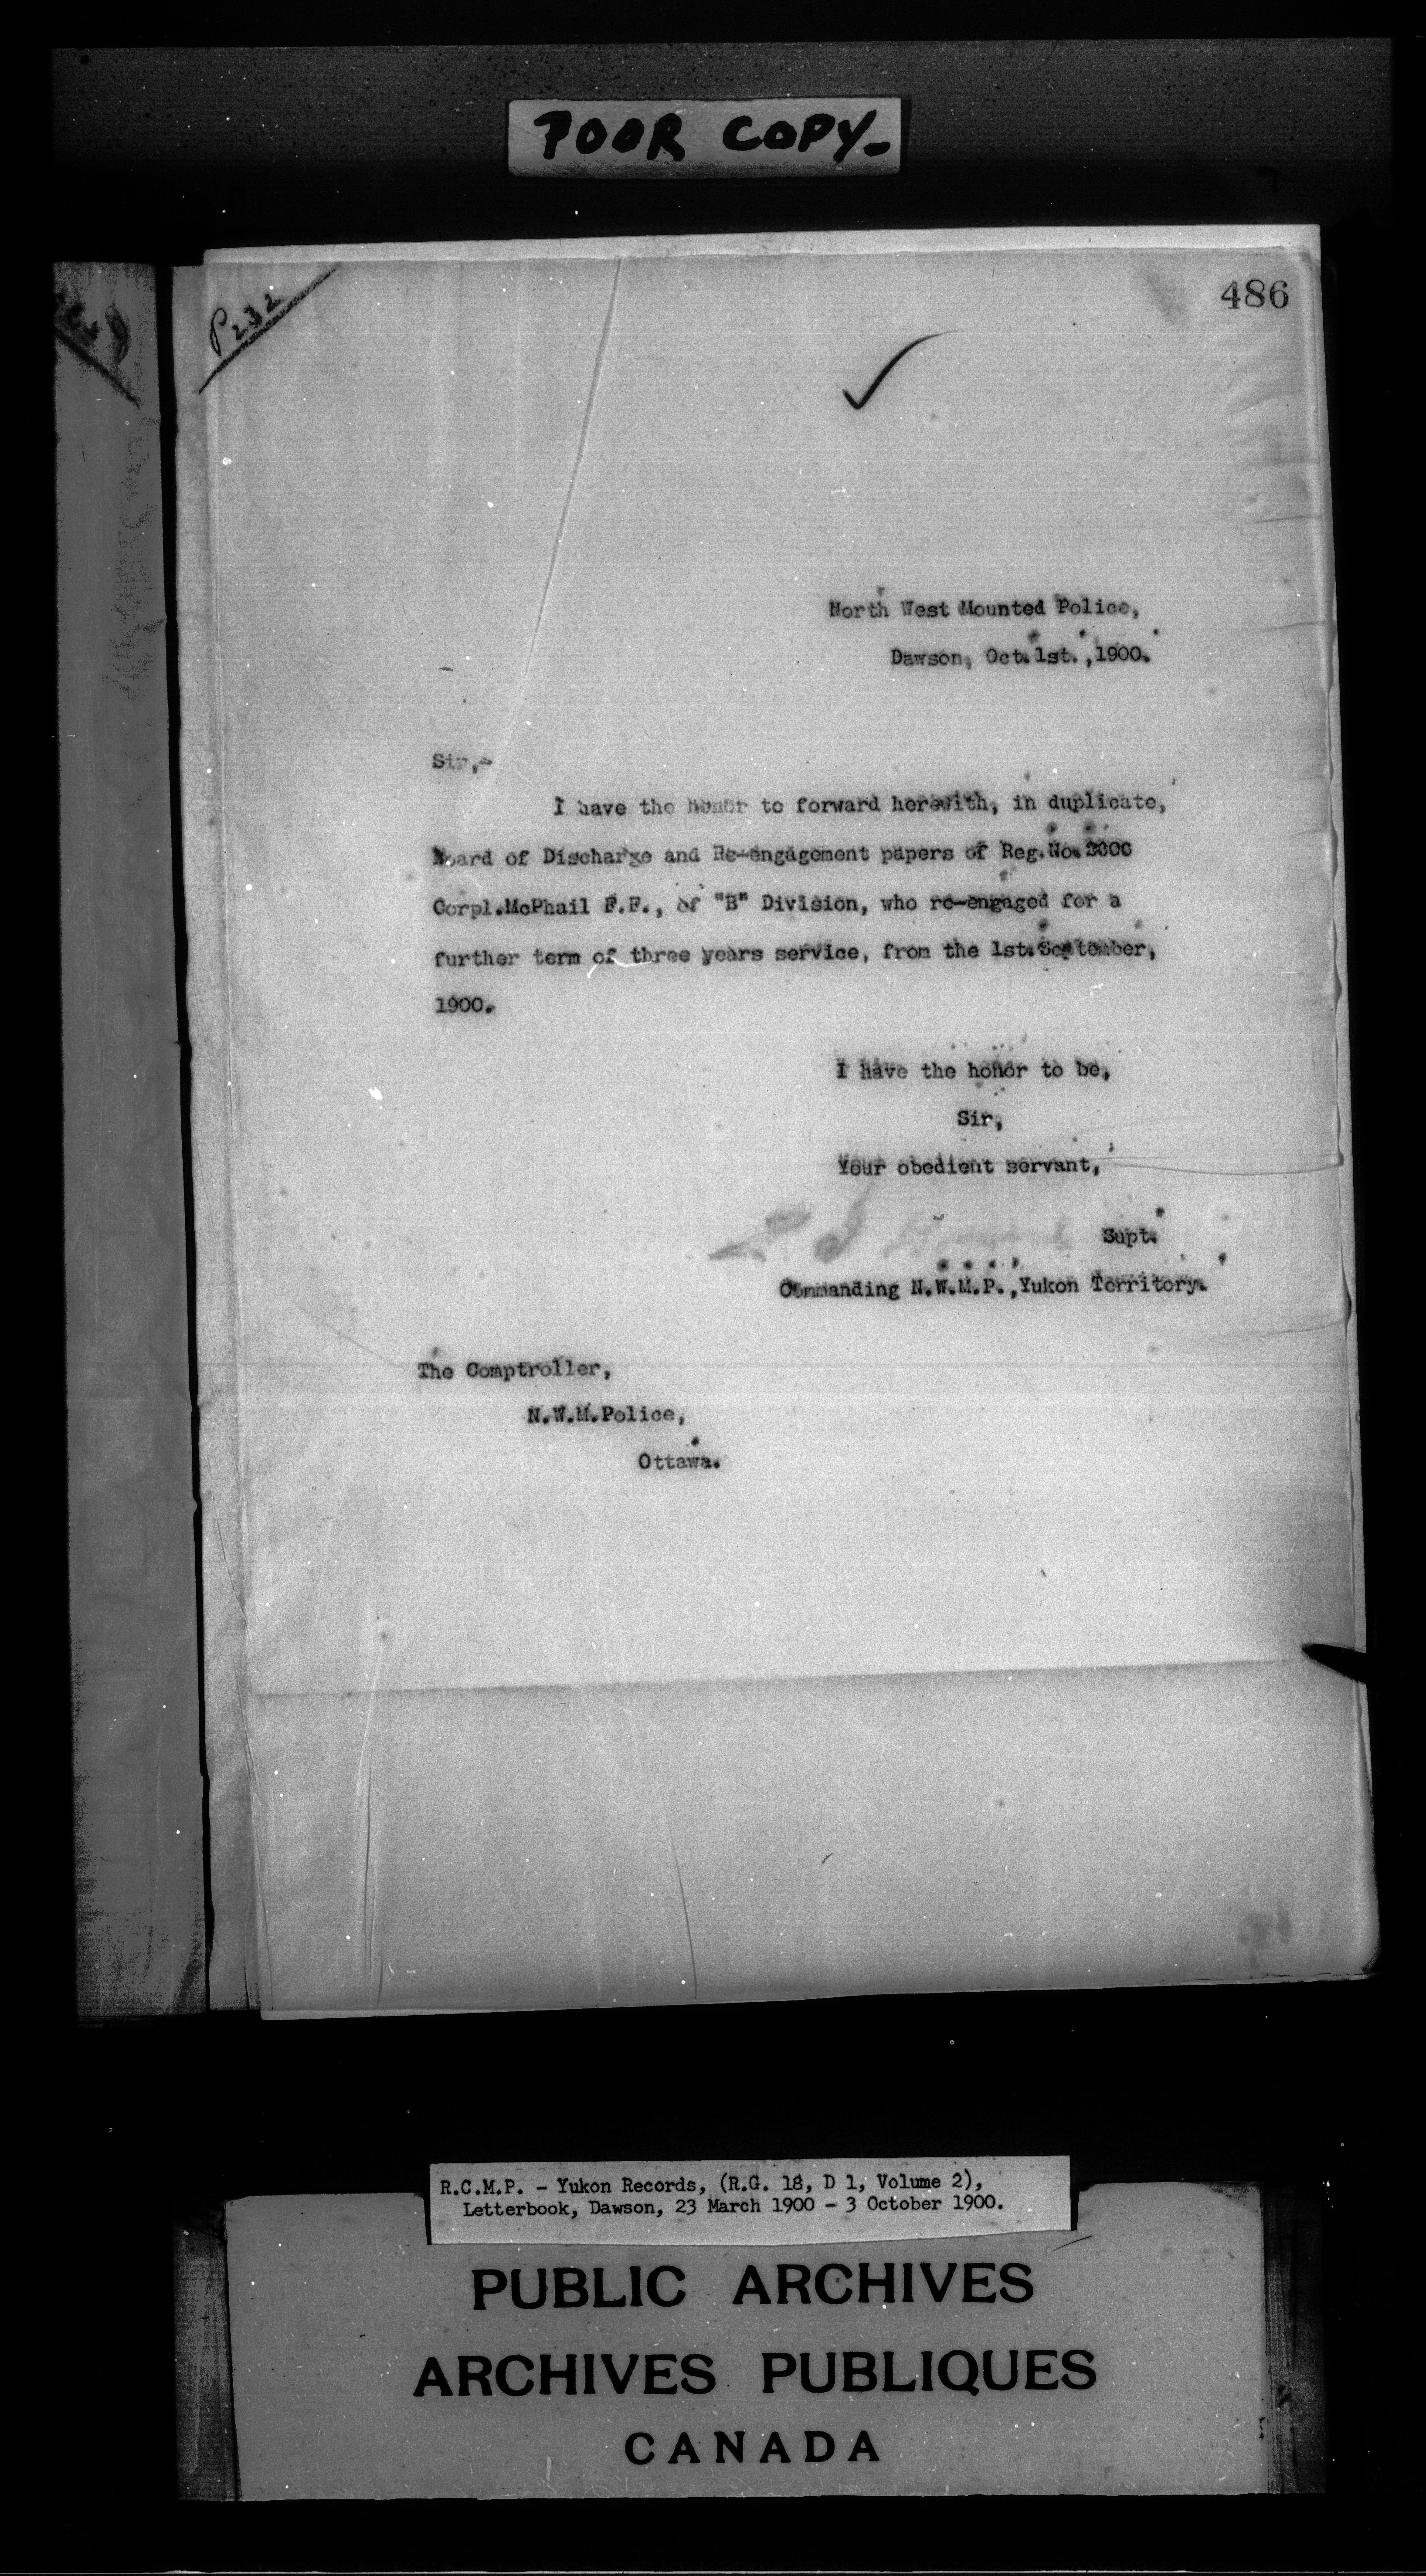 POOR COPY-
486
P232
North West Mounted Police,
Dawson, Oct.1st.,1900.
Sir,-
I have the honor to forward herewith, in duplicate,
Board of Discharge and Re-engagement papers of Reg.No.
Corpl.McPhail F.F., of "B" Division, who re-engaged for a
further term of three years service, from the 1st.September,
1900.
I have the honor to be,
Sir,
Your obedient servant,
Supt.
Commanding N.W.M.P.,Yukon Territory.
The Comptroller,
N.W.M.Police,
Ottawa.
R.C.M.P. - Yukon Records, (R.G. 18, D 1, Volume 2),
Letterbook, Dawson, 23 March 1900 - 3 October 1900.
PUBLIC ARCHIVES
ARCHIVES PUBLIQUES
CANADA